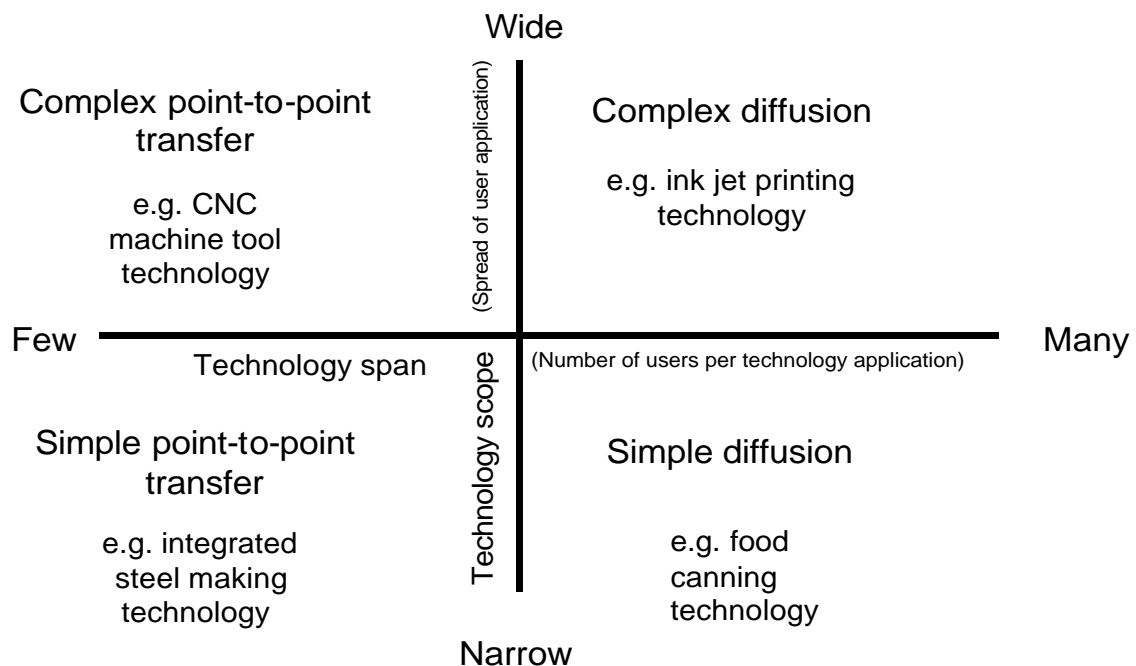 Wide
Complex point-to-point
transfer
e.g. CNC
machine tool
technology
(Spread of user application)
Complex diffusion
e.g. ink jet printing
technology
Few
Many
Technology span
(Number of users per technology application)
Technology scope
Simple point-to-point
transfer
e.g. integrated
steel making
technology
Simple diffusion
e.g. food
canning
technology
Narrow